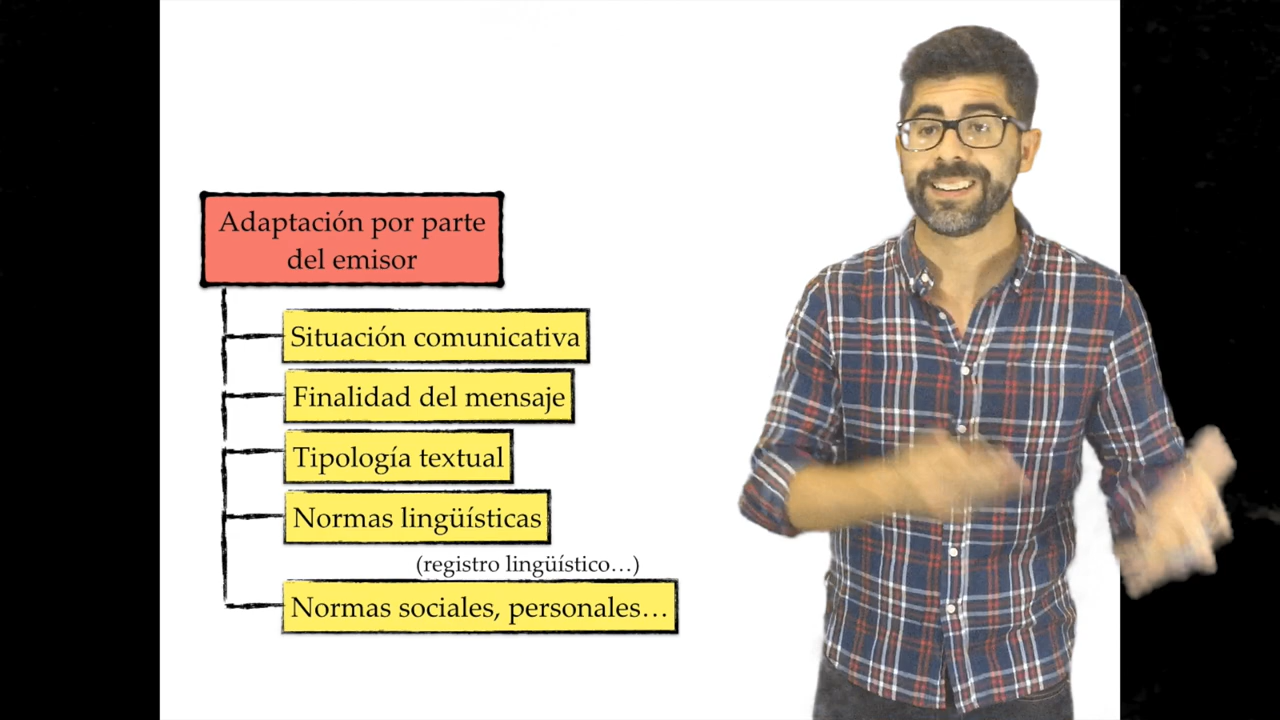 Adaptación por parte
del emisor
Situación comunicativa
Finalidad del mensaje
Tipología textual
Normas lingüísticas
(registro lingüístico…)
Normas sociales, personales…